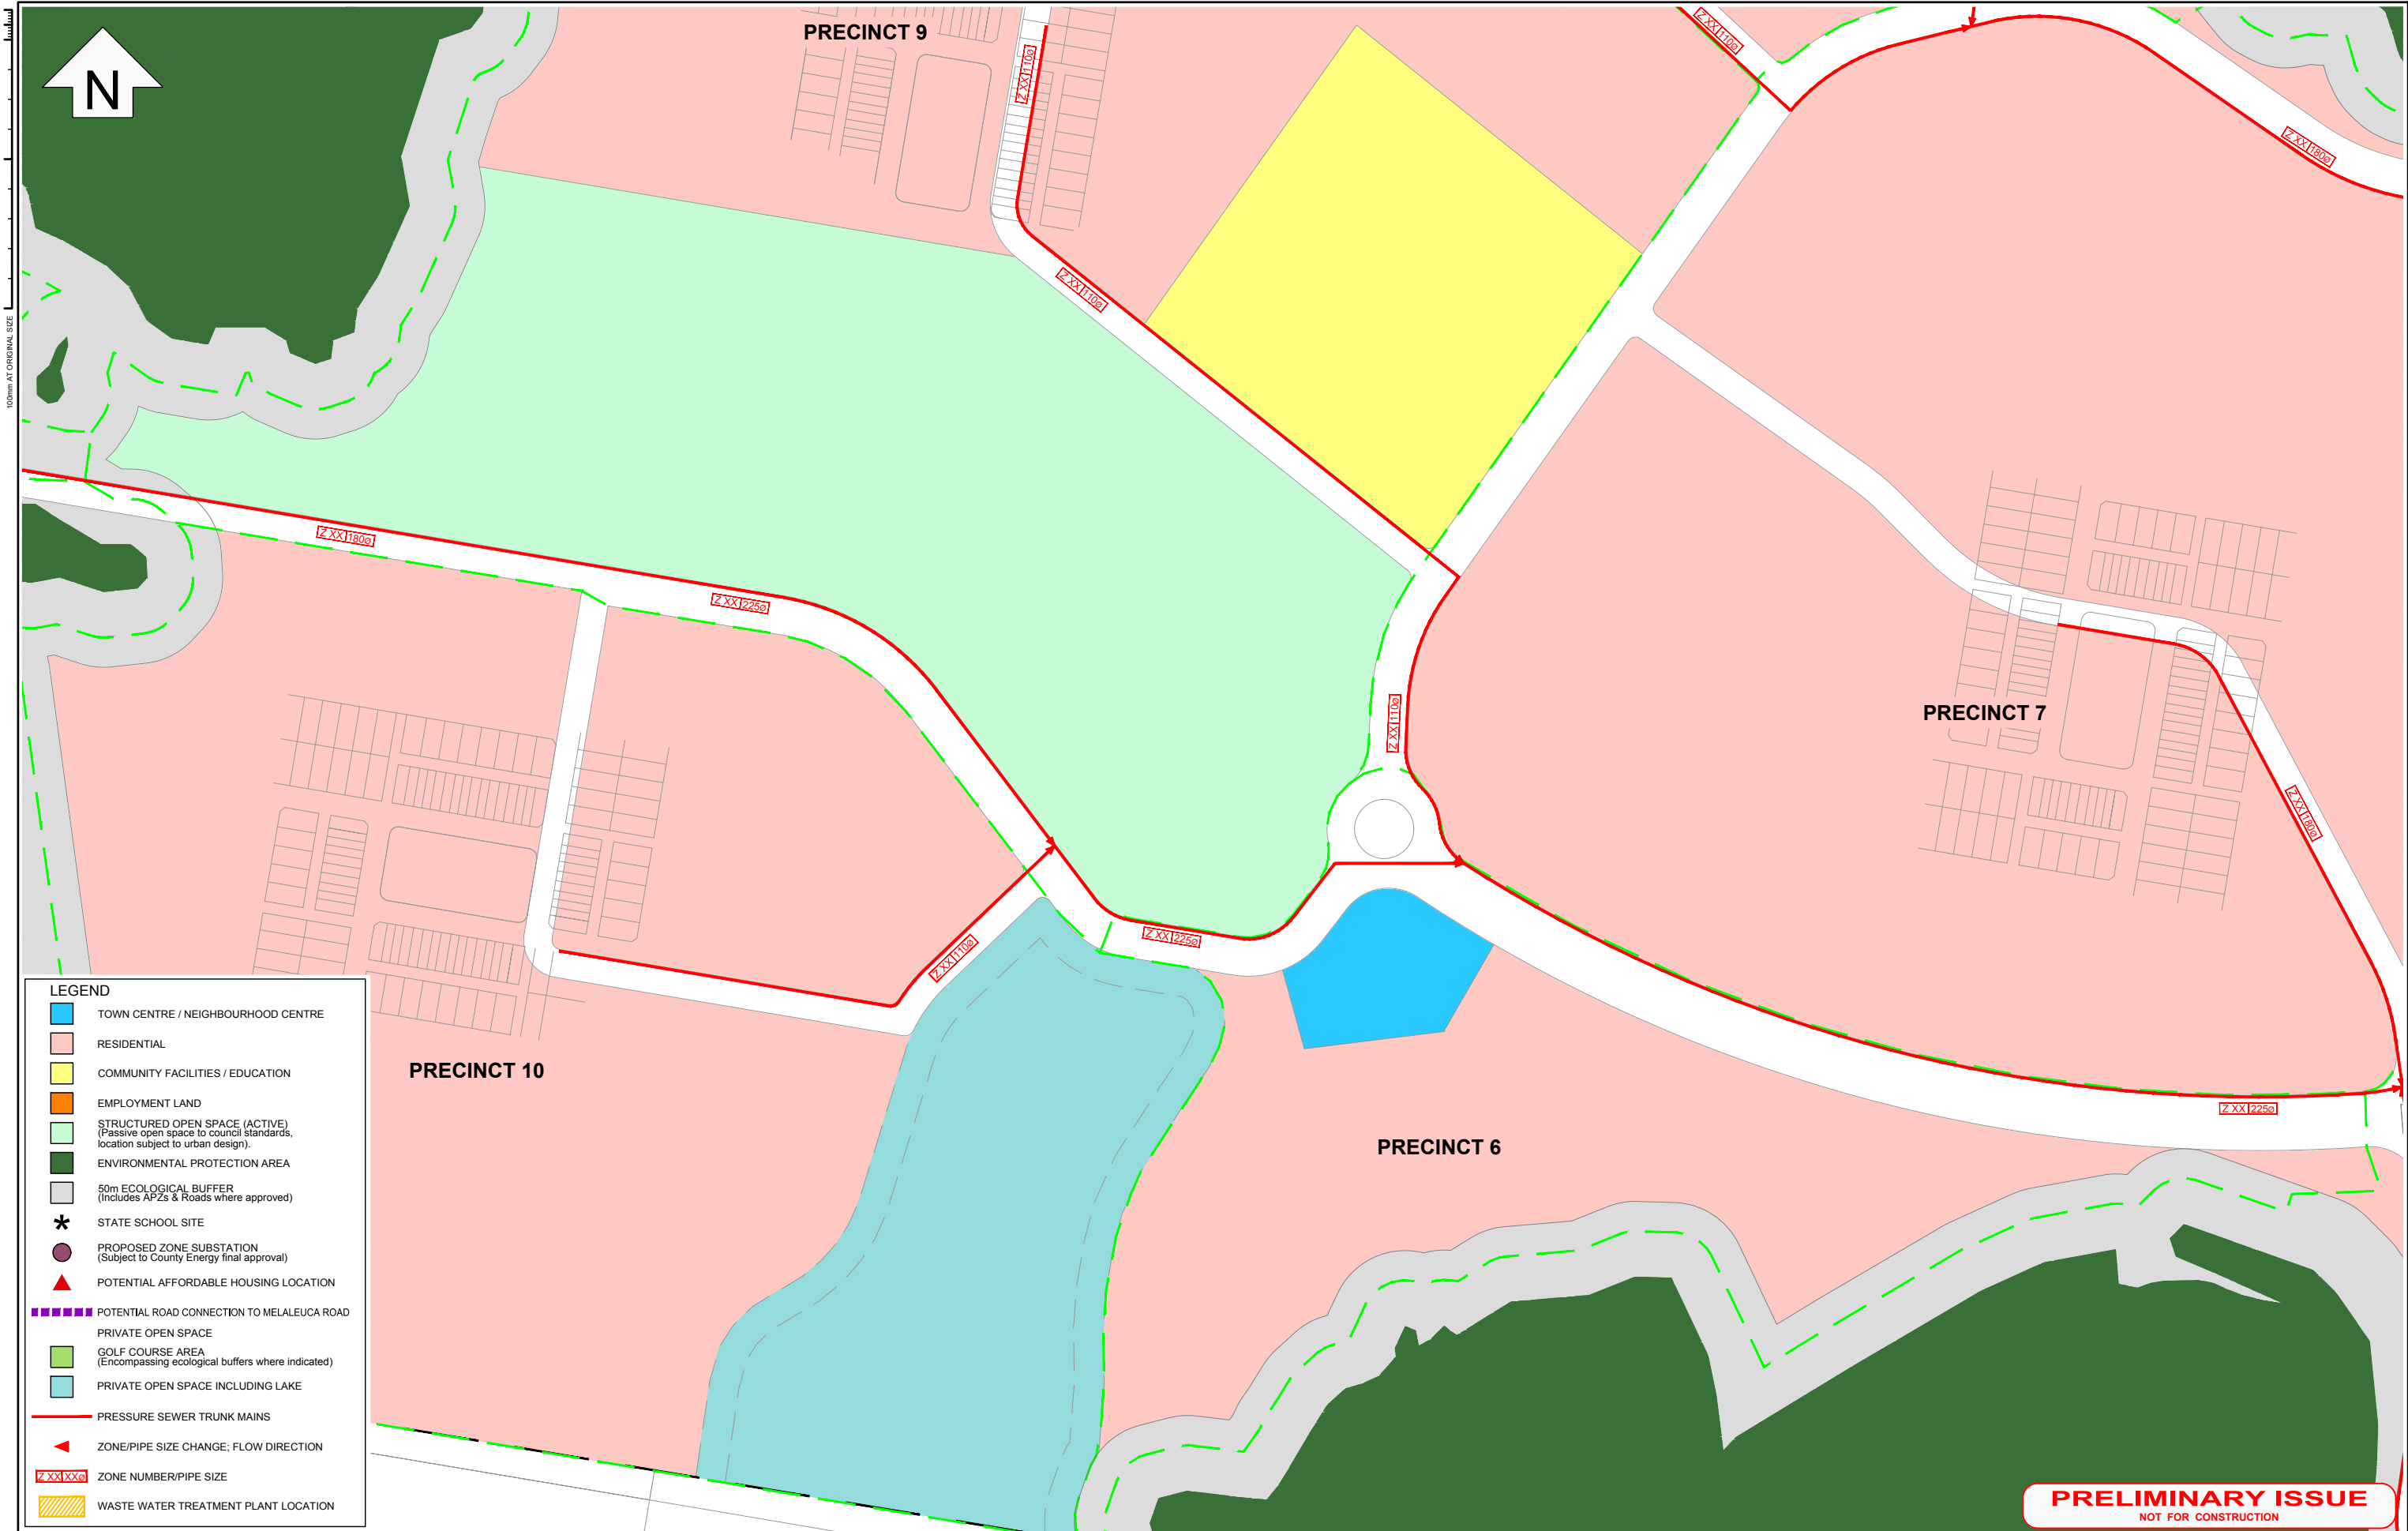 N
100mm AT ORIGINAL SIZE
PRECINCT 9
Z XX 110ø
Z XX 110ø
Z XX 180ø
Z XX 110ø
Z XX 180ø
Z XX 225ø
Z XX 110ø
PRECINCT 7
Z XX 180ø
Z XX 225ø
Z XX 110ø
PRECINCT 10
Z XX 225ø
PRECINCT 6
LEGEND
TOWN CENTRE / NEIGHBOURHOOD CENTRE
RESIDENTIAL
COMMUNITY FACILITIES / EDUCATION
EMPLOYMENT LAND
STRUCTURED OPEN SPACE (ACTIVE)
(Passive open space to council standards,
location subject to urban design).
ENVIRONMENTAL PROTECTION AREA
50m ECOLOGICAL BUFFER
(Includes APZs & Roads where approved)
* STATE SCHOOL SITE
PROPOSED ZONE SUBSTATION
(Subject to County Energy final approval)
POTENTIAL AFFORDABLE HOUSING LOCATION
POTENTIAL ROAD CONNECTION TO MELALEUCA ROAD
PRIVATE OPEN SPACE
GOLF COURSE AREA
(Encompassing ecological buffers where indicated)
PRIVATE OPEN SPACE INCLUDING LAKE
PRESSURE SEWER TRUNK MAINS
ZONE/PIPE SIZE CHANGE; FLOW DIRECTION
Z XX XXø ZONE NUMBER/PIPE SIZE
WASTE WATER TREATMENT PLANT LOCATION
PRELIMINARY ISSUE
NOT FOR CONSTRUCTION